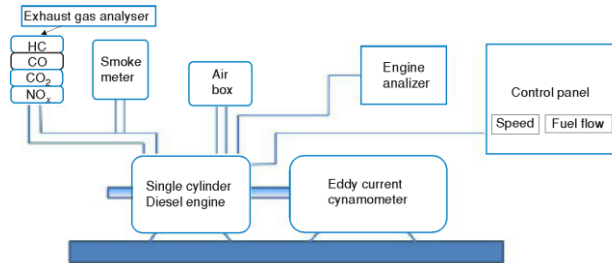 Exhaust gas analyser
HC
CO
CO₂
NOₓ
Smoke
meter
Air
box
Engine
analizer
Control panel
Speed
Fuel flow
Single cylinder
Diesel engine
Eddy current
cynamometer